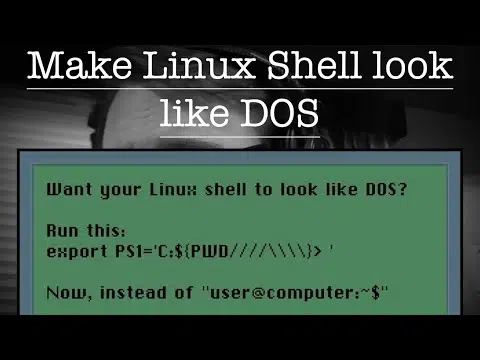 Make Linux Shell look
like DOS
Want your Linux shell to look like DOS?
Run this:
export PS1='C:${PWD////\\\\}> '
Now, instead of "user@computer:~$"